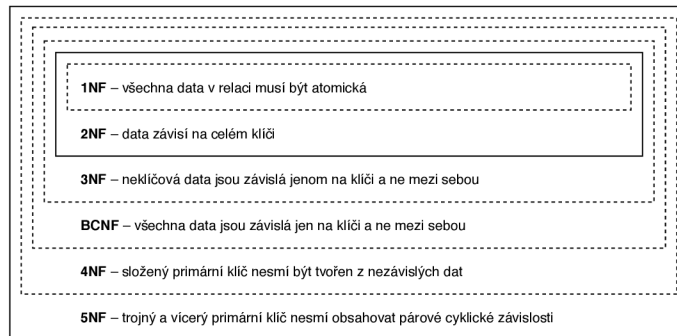 1NF – všechna data v relaci musí být atomická
2NF – data závisí na celém klíči
3NF – neklíčová data jsou závislá jenom na klíči a ne mezi sebou
BCNF – všechna data jsou závislá jen na klíči a ne mezi sebou
4NF – složený primární klíč nesmí být tvořen z nezávislých dat
5NF – trojný a vícerý primární klíč nesmí obsahovat párové cyklické závislosti